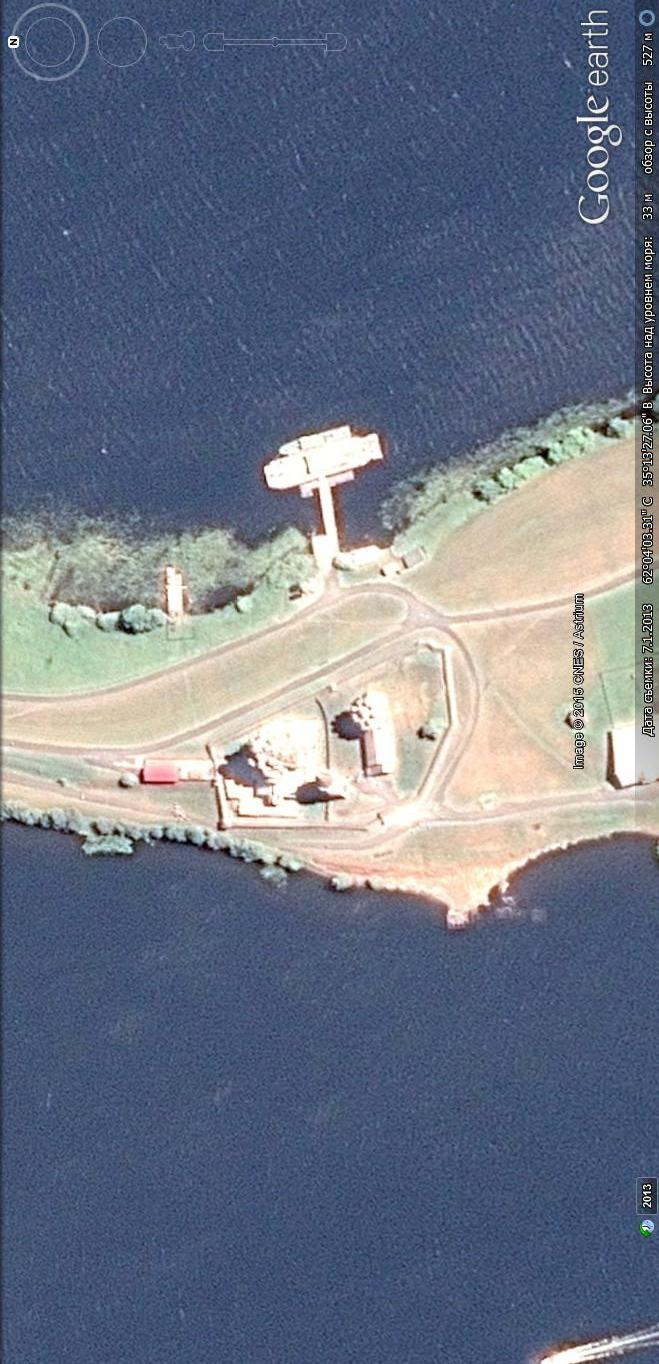 N
Google earth
Image © 2015 CNES / Astrium
2013
Дата съемки: 7.1.2013 62°04'03.31" С 35°13'27.06" В Высота над уровнем моря: 33 м обзор с высоты 527 м